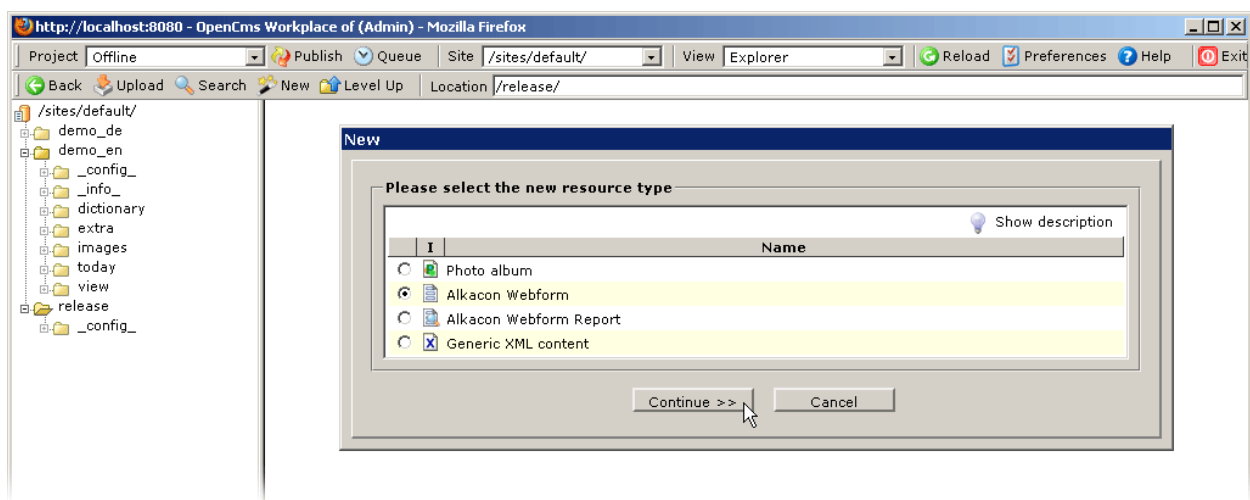 http://localhost:8080 - OpenCms Workplace of (Admin) - Mozilla Firefox
Project Offline Publish Queue Site /sites/default/ View Explorer Reload Preferences Help Exit
Back Upload Search New Level Up Location /release/
/sites/default/
demo_de
demo_en
_config_
_info_
dictionary
extra
images
today
view
release
_config_
New
Please select the new resource type
Show description
I Name
Photo album
Alkacon Webform
Alkacon Webform Report
Generic XML content
Continue >> Cancel